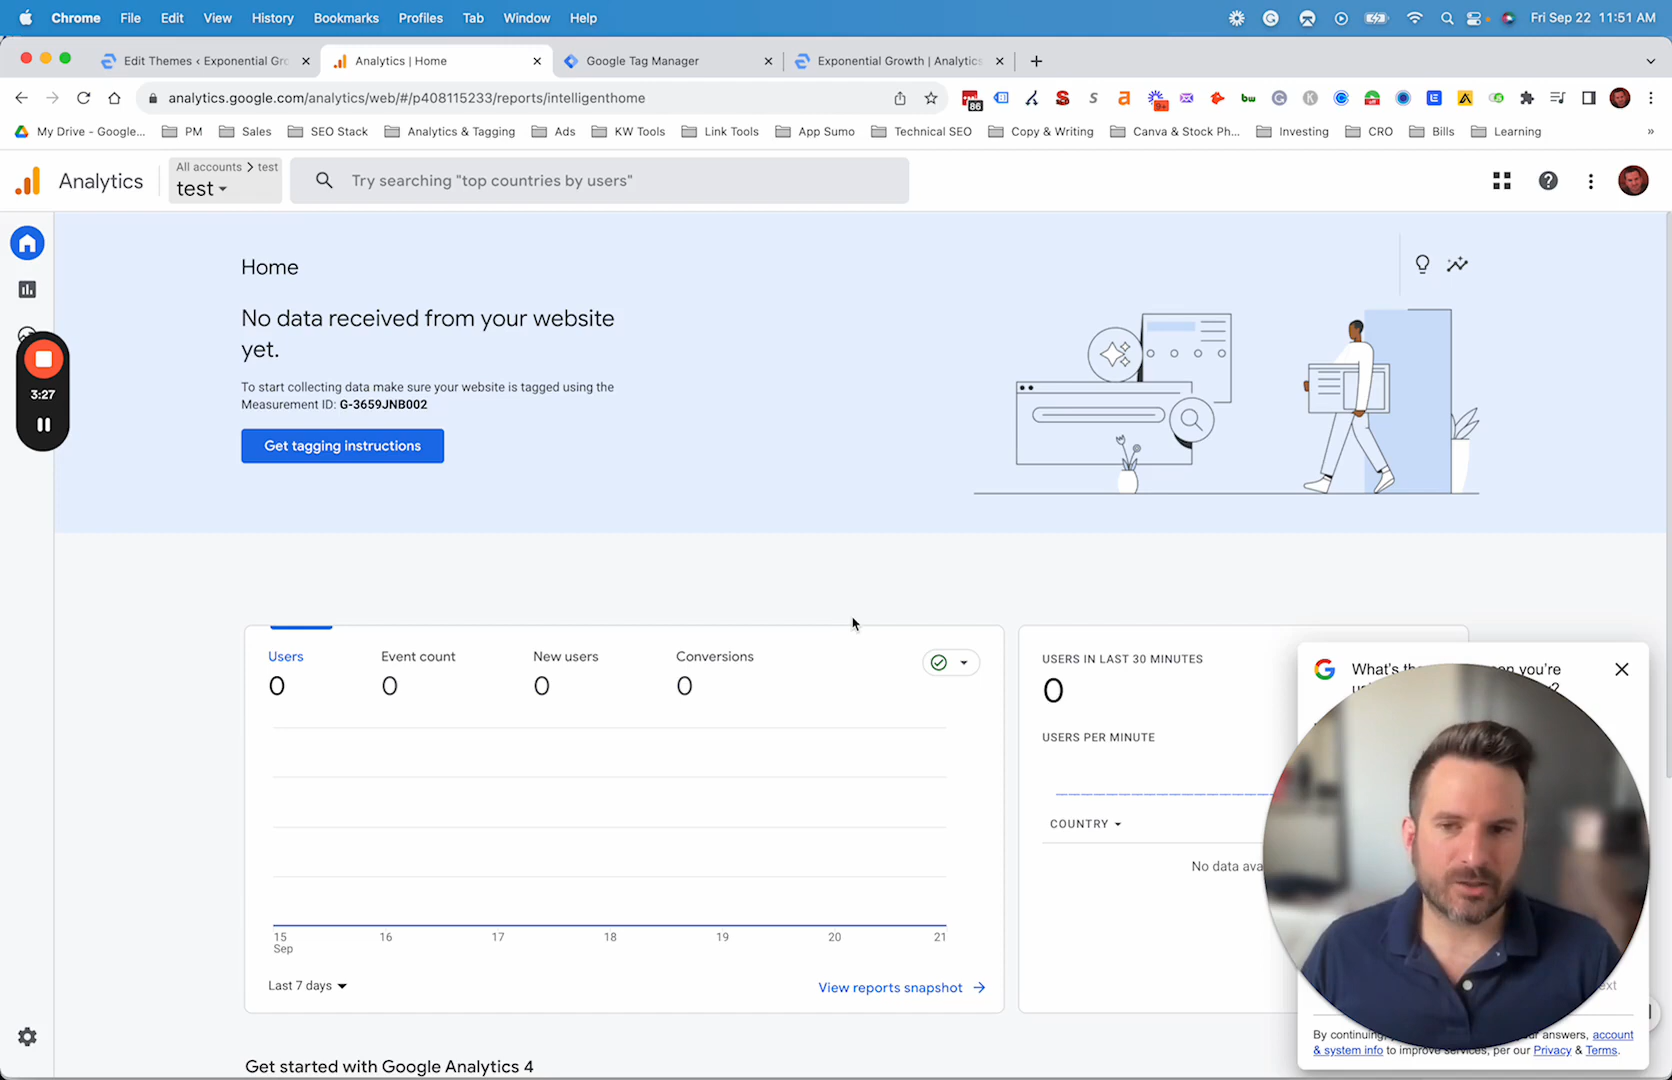 Chrome File Edit View History Bookmarks Profiles Tab Window Help Fri Sep 22 11:51 AM
Edit Themes ‹ Exponential Gro Analytics | Home Google Tag Manager Exponential Growth | Analytics
analytics.google.com/analytics/web/#/p408115233/reports/intelligenthome
86
9+
My Drive - Google... PM Sales SEO Stack Analytics & Tagging Ads KW Tools Link Tools App Sumo Technical SEO Copy & Writing Canva & Stock Ph... Investing CRO Bills Learning »
Analytics
All accounts > test
test
Try searching "top countries by users"
Home
No data received from your website
yet.
To start collecting data make sure your website is tagged using the
Measurement ID: G-3659JNB002
Get tagging instructions
3:27
Users Event count New users Conversions
0 0 0 0
15 16 17 18 19 20 21
Sep
Last 7 days
View reports snapshot
USERS IN LAST 30 MINUTES
0
USERS PER MINUTE
COUNTRY
No data ava
What's you're
By continuing answers, account
& system info to improve services, per our Privacy & Terms.
Get started with Google Analytics 4